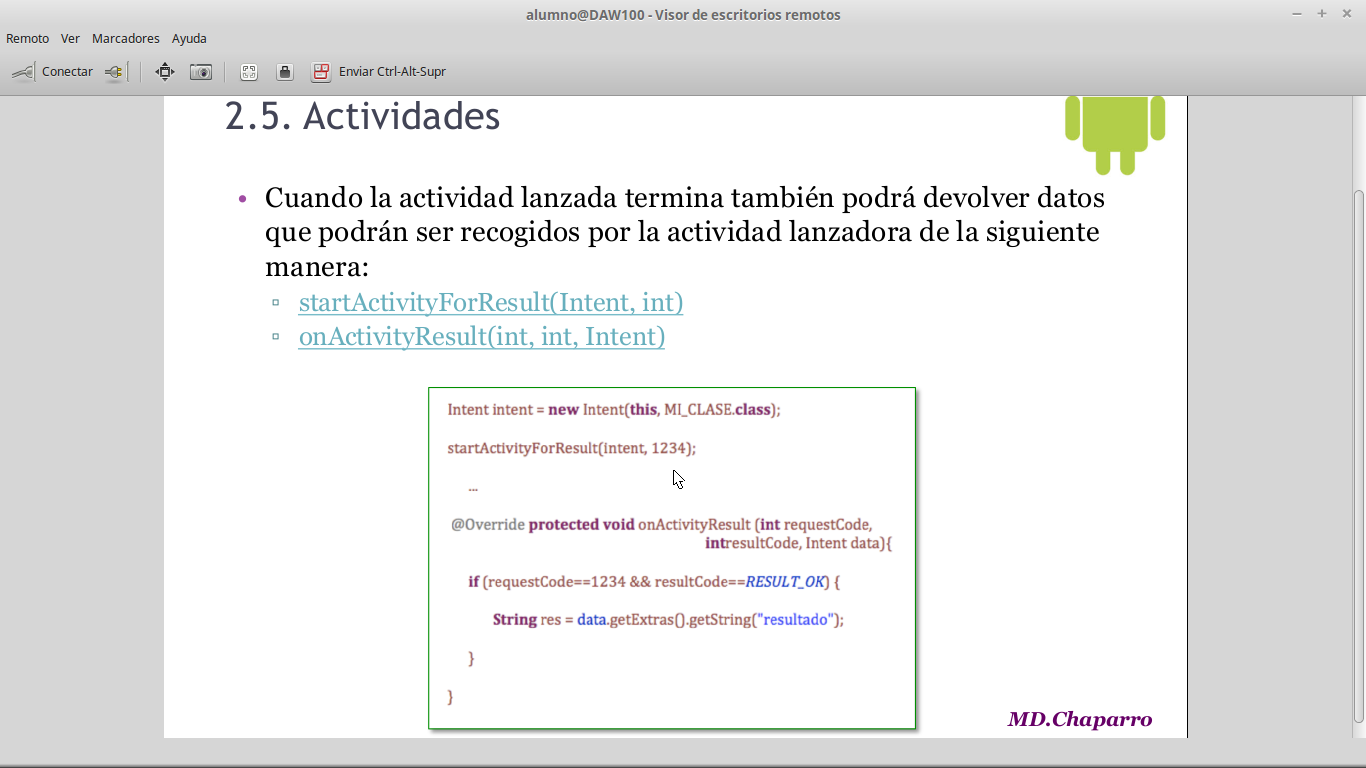 alumno@DAW100 - Visor de escritorios remotos
Remoto Ver Marcadores Ayuda
Conectar Enviar Ctrl-Alt-Supr
2.5. Actividades
• Cuando la actividad lanzada termina también podrá devolver datos
que podrán ser recogidos por la actividad lanzadora de la siguiente
manera:
▫ startActivityForResult(Intent, int)
▫ onActivityResult(int, int, Intent)
Intent intent = new Intent(this, MI_CLASE.class);
startActivityForResult(intent, 1234);
...
@Override protected void onActivityResult (int requestCode,
intresultCode, Intent data){
if (requestCode==1234 && resultCode==RESULT_OK) {
String res = data.getExtras().getString("resultado");
}
}
MD.Chaparro